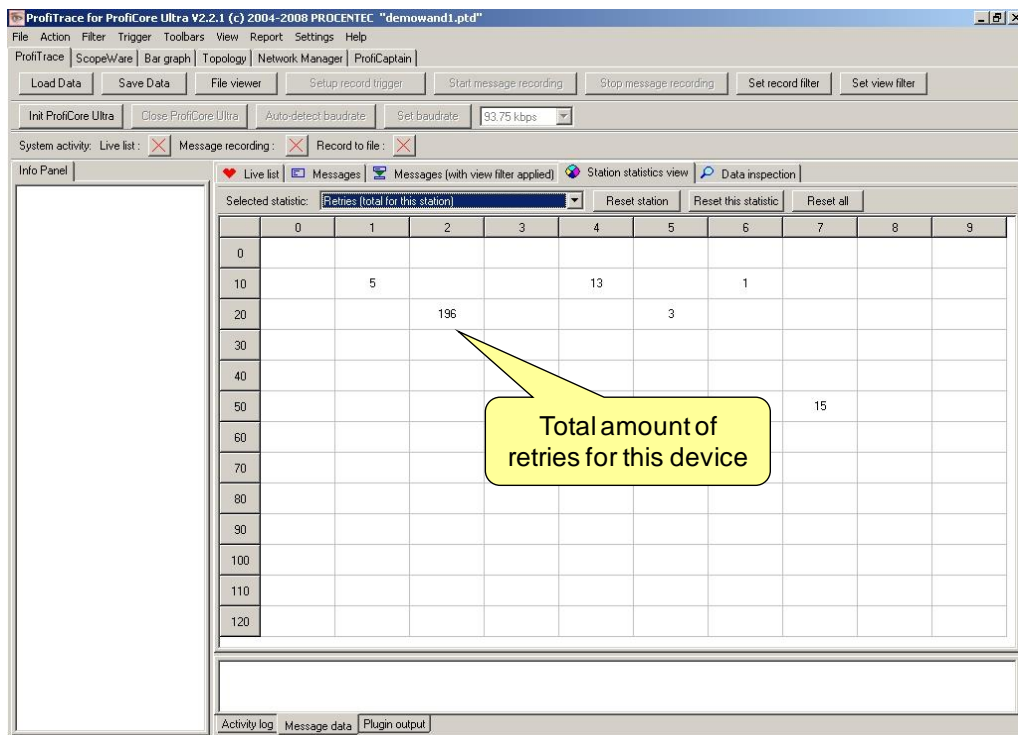 ProfiTrace for ProfiCore Ultra V2.2.1 (c) 2004-2008 PROCENTEC "demowand1.ptd"
File Action Filter Trigger Toolbars View Report Settings Help
ProfiTrace ScopeWare Bar graph Topology Network Manager ProfiCaptain
Load Data Save Data File viewer Setup record trigger Start message recording Stop message recording Set record filter Set view filter
Init ProfiCore Ultra Close ProfiCore Ultra Auto-detect baudrate Set baudrate 93.75 kbps
System activity: Live list : Message recording : Record to file :
Info Panel Live list Messages Messages (with view filter applied) Station statistics view Data inspection
Selected statistic: Retries (total for this station) Reset station Reset this statistic Reset all
0 1 2 3 4 5 6 7 8 9
0
10 5 13 1
20 196 3
30
40
50 15
60
70
80
90
100
110
120
Total amount of
retries for this device
Activity log Message data Plugin output